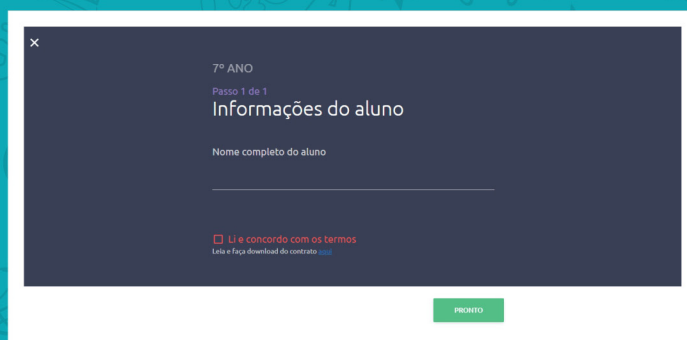 7º ANO
Passo 1 de 1
Informações do aluno
Nome completo do aluno
Li e concordo com os termos
Leia e faça download do contrato aqui
PRONTO